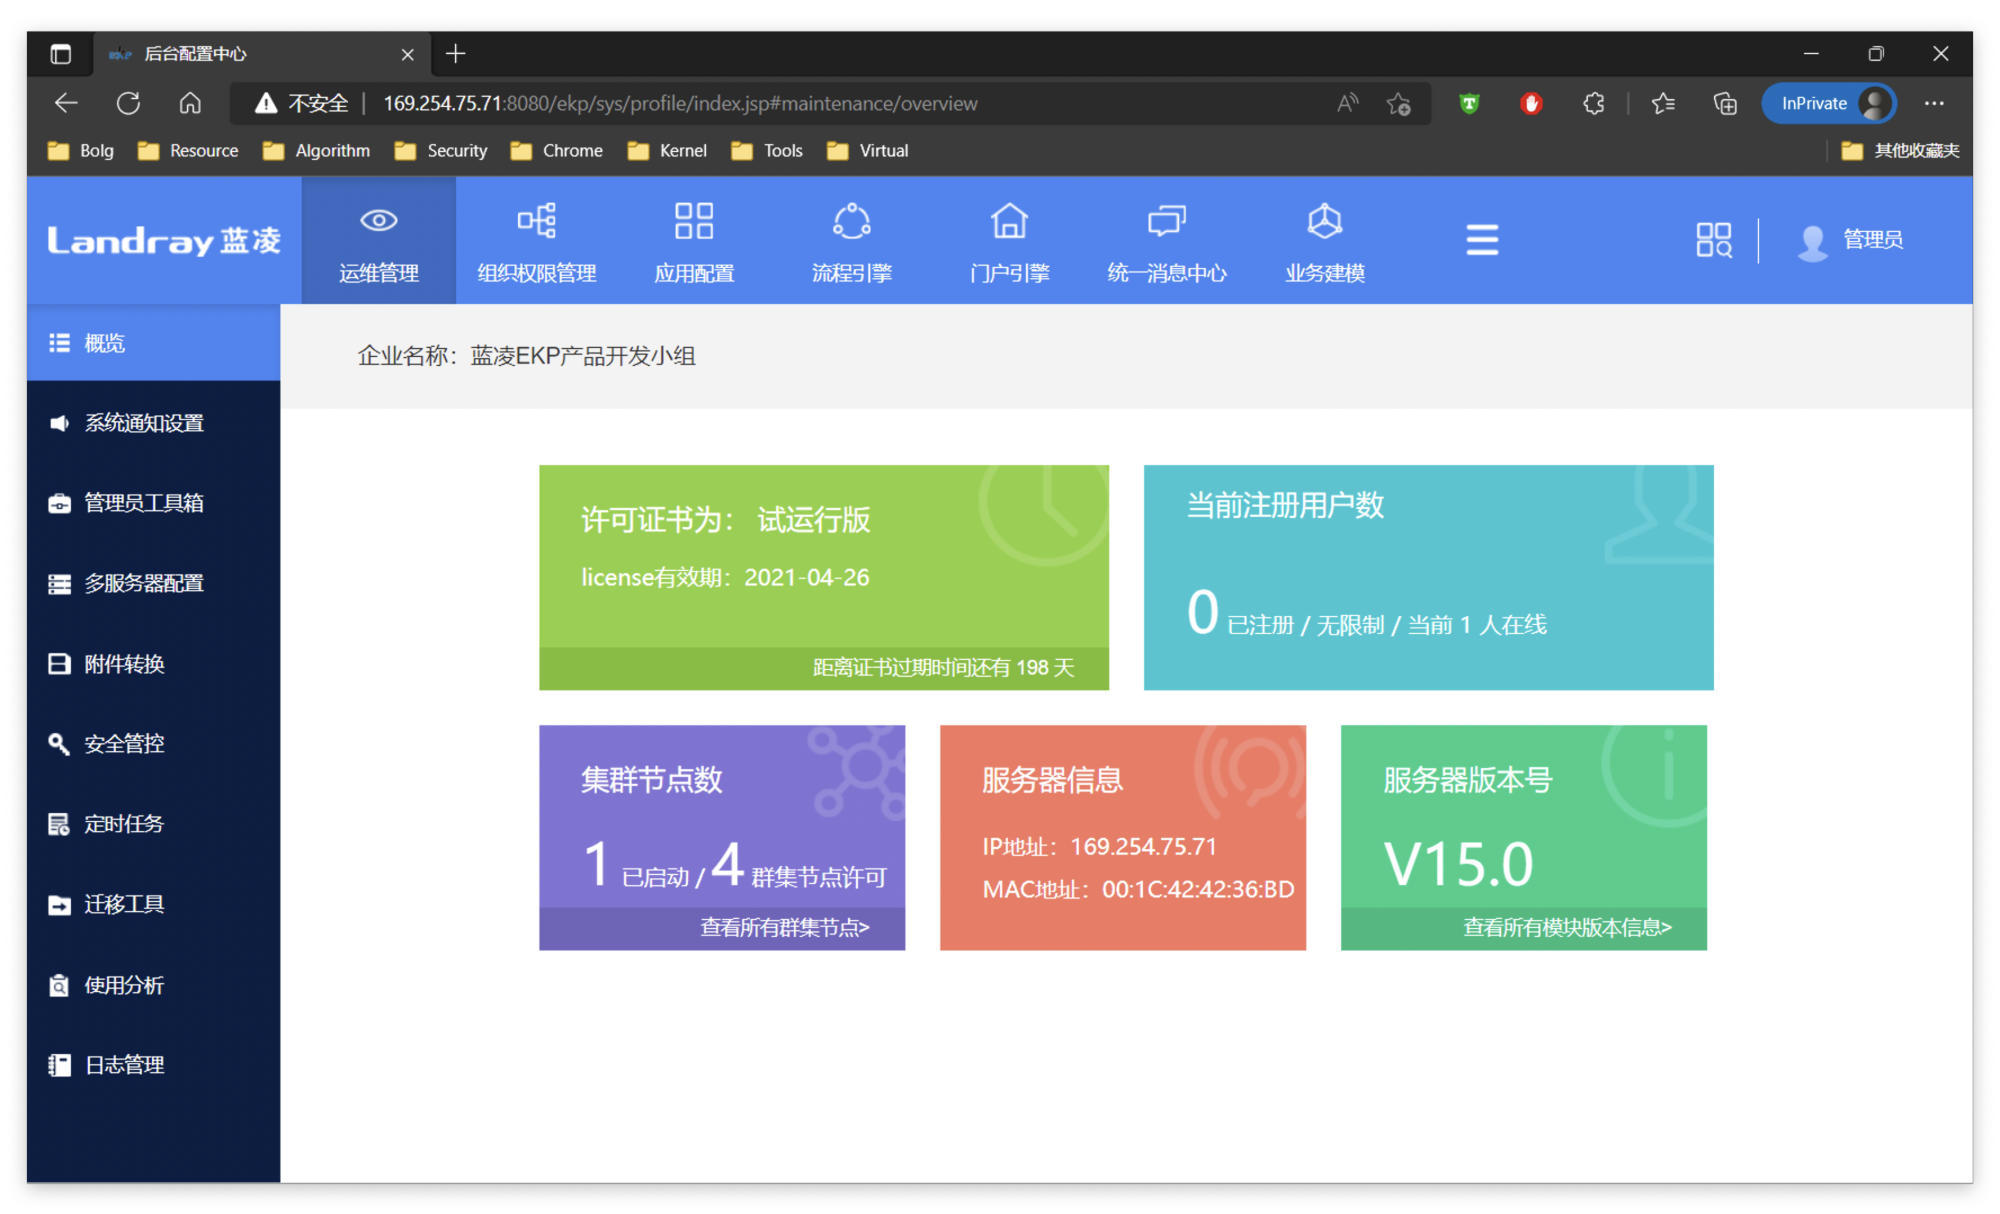 后台配置中心
不安全 169.254.75.71:8080/ekp/sys/profile/index.jsp#maintenance/overview InPrivate
Bolg Resource Algorithm Security Chrome Kernel Tools Virtual 其他收藏夹
Landray蓝凌
运维管理 组织权限管理 应用配置 流程引擎 门户引擎 统一消息中心 业务建模 管理员
概览
系统通知设置
管理员工具箱
多服务器配置
附件转换
安全管控
定时任务
迁移工具
使用分析
日志管理
企业名称：蓝凌EKP产品开发小组
许可证书为： 试运行版
license有效期：2021-04-26
距离证书过期时间还有 198 天
当前注册用户数
0 已注册 / 无限制 / 当前 1 人在线
集群节点数
1 已启动 / 4 群集节点许可
查看所有群集节点>
服务器信息
IP地址：169.254.75.71
MAC地址：00:1C:42:42:36:BD
服务器版本号
V15.0
查看所有模块版本信息>